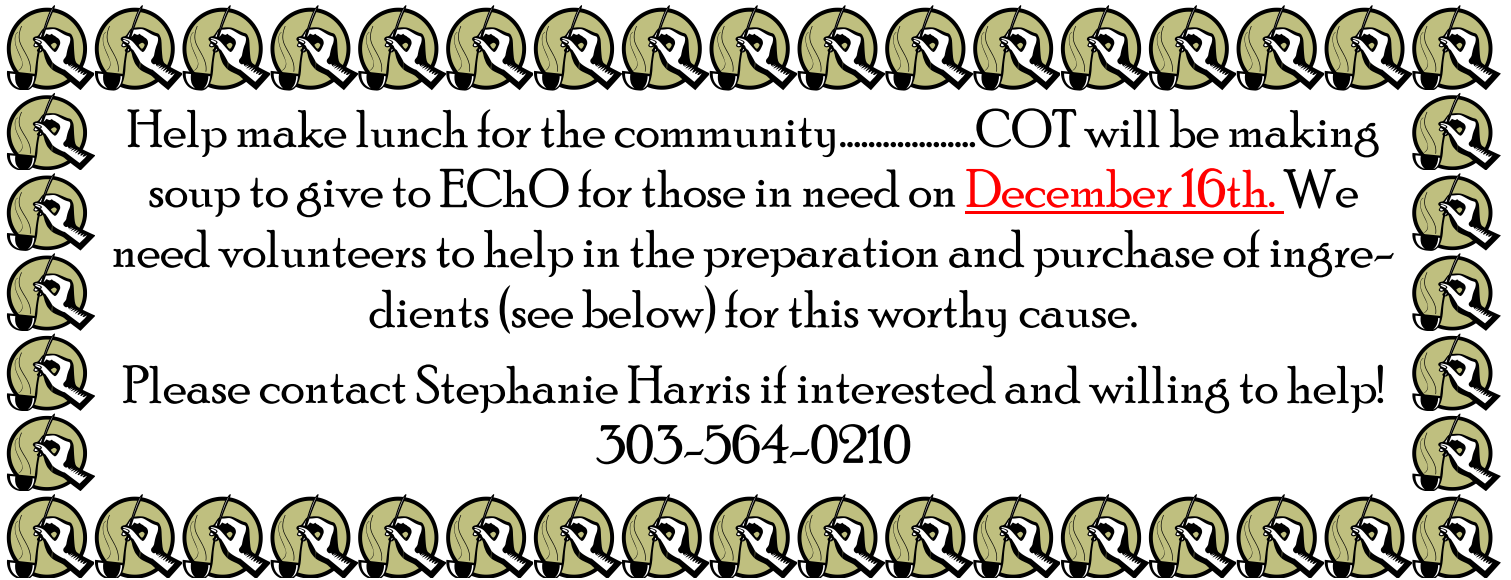 Help make lunch for the community...................COT will be making
soup to give to EChO for those in need on December 16th. We
need volunteers to help in the preparation and purchase of ingre-
dients (see below) for this worthy cause.
Please contact Stephanie Harris if interested and willing to help!
303-564-0210